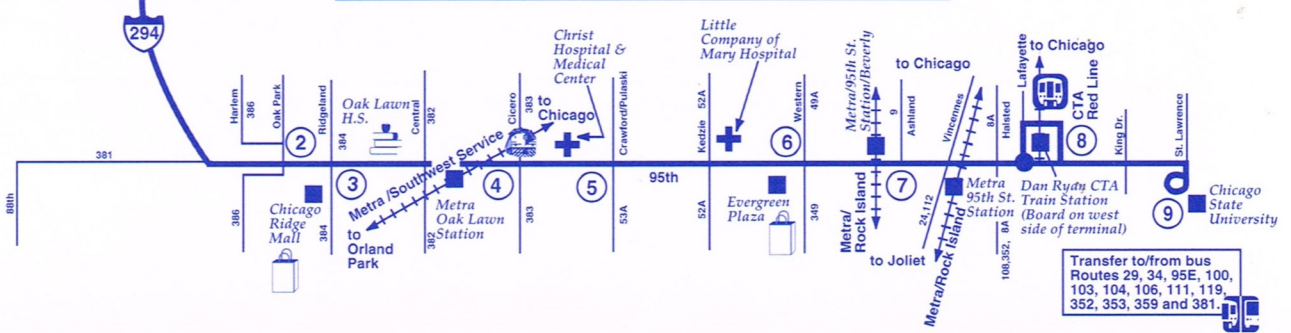 294
Harlem
386
Oak Park
2
Ridgeland
384
Oak Lawn
H.S.
Central
382
Cicero
383
to
Chicago
Christ
Hospital &
Medical
Center
Crawford/Pulaski
Little
Company of
Mary Hospital
Kedzie
52A
6
Western
49A
Metra/95th St.
Station/Beverly
to Chicago
9
Ashland
Vincennes
8A
Halsted
Lafayette
to Chicago
CTA
Red Line
8
King Dr.
St. Lawrence
88th
381
386
Chicago
Ridge
Mall
384
3
Metra /Southwest Service
to
Orland
Park
382
Metra
Oak Lawn
Station
4
383
5
53A
95th
52A
Evergreen
Plaza
349
Metra/
Rock Island
to Joliet
7
24,112
Metra/Rock Island
Metra
95th St.
Station
108,352, 8A
Dan Ryan CTA
Train Station
(Board on west
side of terminal)
9
Chicago
State
University
Transfer to/from bus
Routes 29, 34, 95E, 100,
103, 104, 106, 111, 119,
352, 353, 359 and 381.